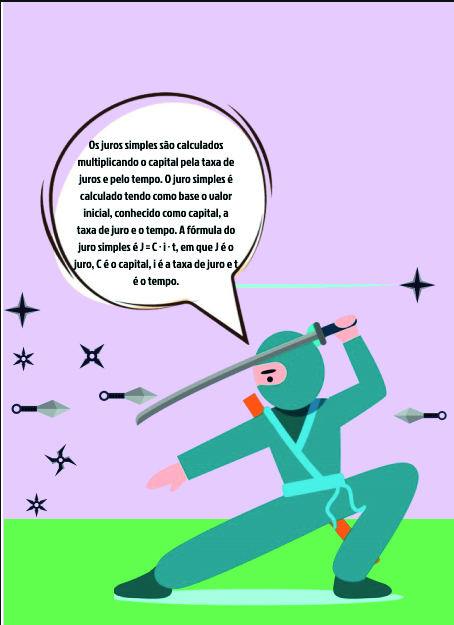 Os juros simples são calculados
multiplicando o capital pela taxa de
juros e pelo tempo. O juro simples é
calculado tendo como base o valor
inicial, conhecido como capital, a
taxa de juro e o tempo. A fórmula do
juro simples é J = C · i · t, em que J é o
juro, C é o capital, i é a taxa de juro e t
é o tempo.